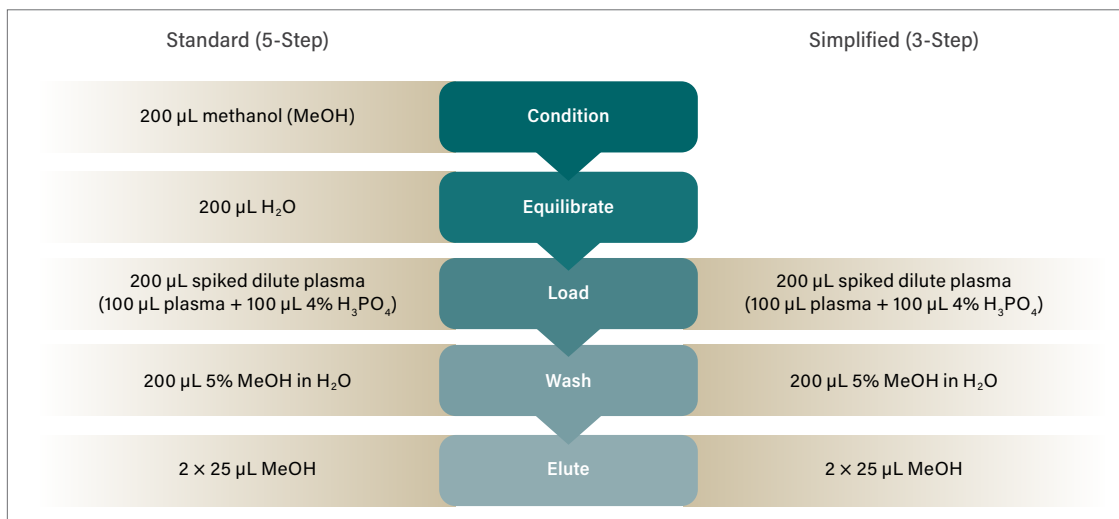 Standard (5-Step)
Simplified (3-Step)
200 µL methanol (MeOH)
Condition
200 µL H₂O
Equilibrate
200 µL spiked dilute plasma
(100 µL plasma + 100 µL 4% H₃PO₄)
Load
200 µL spiked dilute plasma
(100 µL plasma + 100 µL 4% H₃PO₄)
200 µL 5% MeOH in H₂O
Wash
200 µL 5% MeOH in H₂O
2 × 25 µL MeOH
Elute
2 × 25 µL MeOH